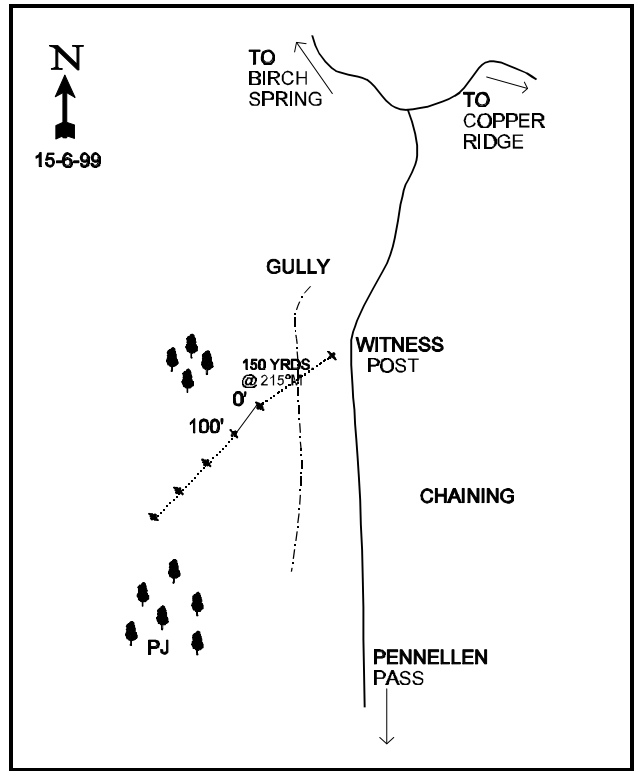 N
15-6-99
TO
BIRCH
SPRING
TO
COPPER
RIDGE
GULLY
WITNESS
POST
150 YRDS
@ 215°M
0'
100'
CHAINING
PJ
PENNELLEN
PASS